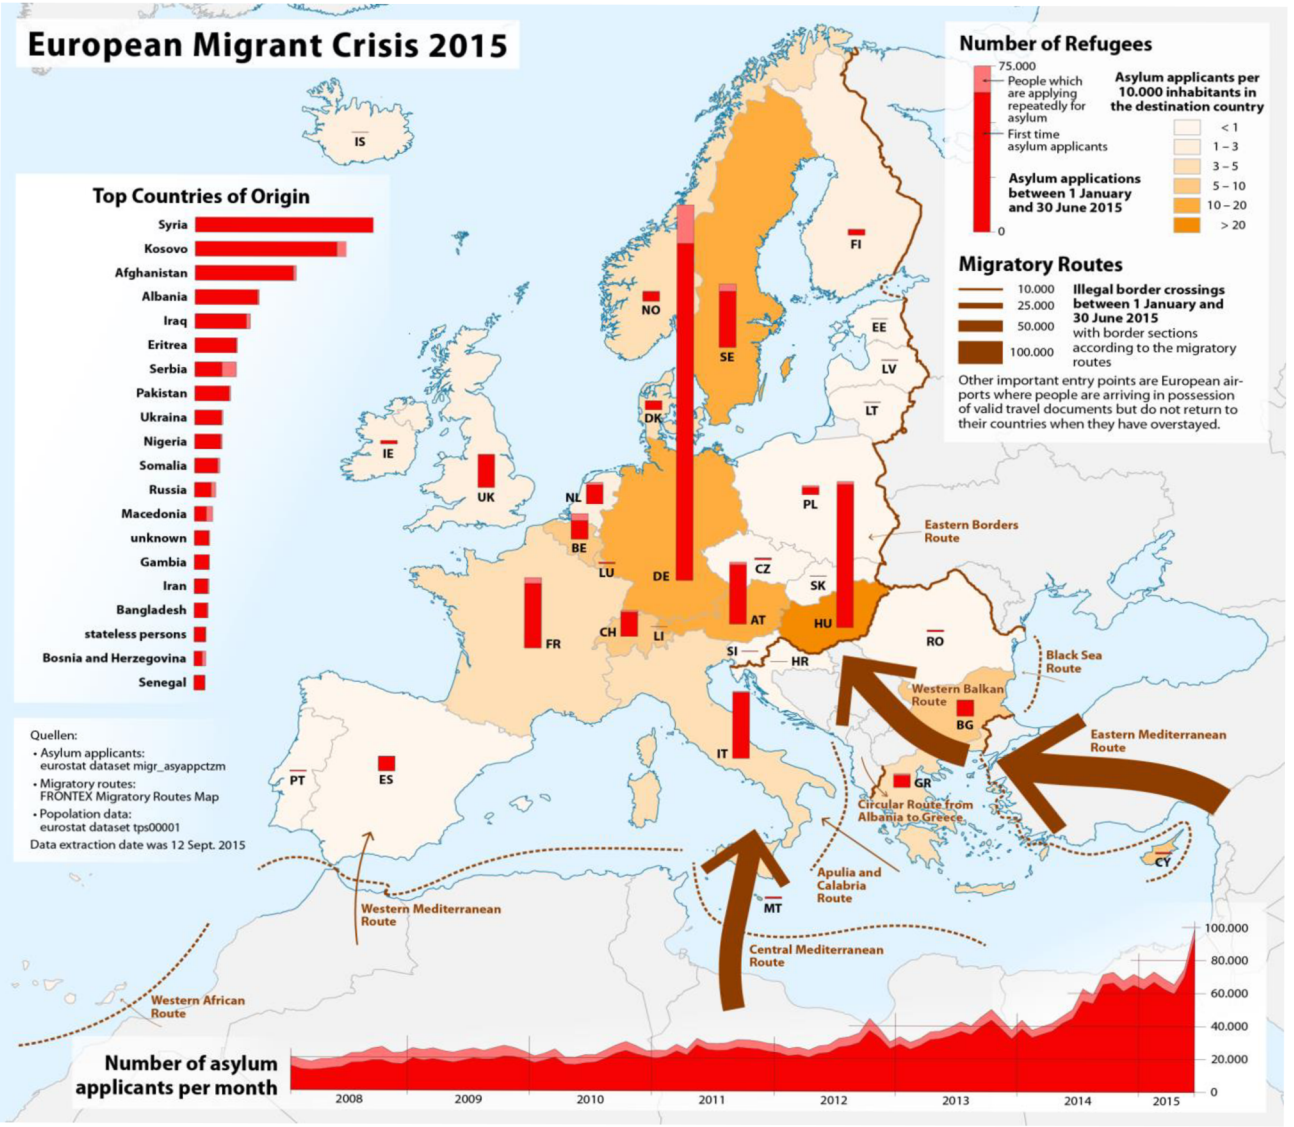 European Migrant Crisis 2015
Number of Refugees
75.000
People which
are applying
repeatedly for
asylum
First time
asylum applicants
Asylum applications
between 1 January
and 30 June 2015
0
Asylum applicants per
10.000 inhabitants in
the destination country
< 1
1 – 3
3 – 5
5 – 10
10 – 20
> 20
Migratory Routes
10.000
25.000
50.000
100.000
Illegal border crossings
between 1 January and
30 June 2015
with border sections
according to the migratory
routes
Other important entry points are European air-
ports where people are arriving in possession
of valid travel documents but do not return to
their countries when they have overstayed.
Top Countries of Origin
Syria
Kosovo
Afghanistan
Albania
Iraq
Eritrea
Serbia
Pakistan
Ukraina
Nigeria
Somalia
Russia
Macedonia
unknown
Gambia
Iran
Bangladesh
stateless persons
Bosnia and Herzegovina
Senegal
Quellen:
• Asylum applicants:
eurostat dataset migr_asyappctzm
• Migratory routes:
FRONTEX Migratory Routes Map
• Popolation data:
eurostat dataset tps00001
Data extraction date was 12 Sept. 2015
IS
FI
NO
SE
EE
LV
LT
DK
IE
UK
NL
BE
LU
DE
PL
CZ
SK
AT
HU
FR
CH
LI
SI
HR
RO
BG
IT
PT
ES
GR
CY
MT
Eastern Borders
Route
Black Sea
Route
Western Balkan
Route
Eastern Mediterranean
Route
Circular Route from
Albania to Greece
Apulia and
Calabria
Route
Western Mediterranean
Route
Central Mediterranean
Route
Western African
Route
Number of asylum
applicants per month
100.000
80.000
60.000
40.000
20.000
0
2008
2009
2010
2011
2012
2013
2014
2015